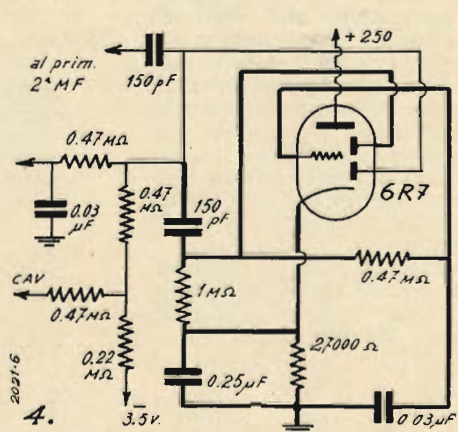 + 250
al prim.
2ª MF
150 pF
0.47 MΩ
6R7
0.03
μF
0.47
MΩ
150
pF
CAV
0.47 MΩ
1 MΩ
0.47 MΩ
0.22
MΩ
27000 Ω
0.25 μF
0.03 μF
3.5 v.
2021-6
4.